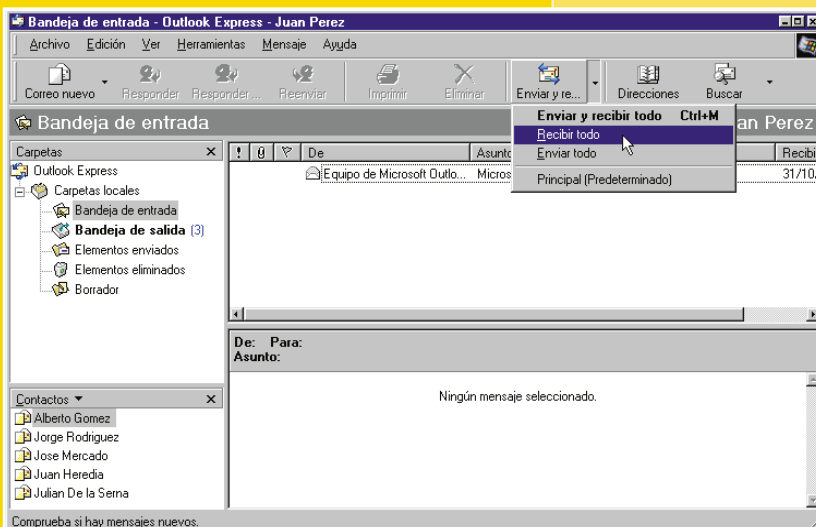 Bandeja de entrada - Outlook Express - Juan Perez
Archivo Edición Ver Herramientas Mensaje Ayuda
Correo nuevo Responder Responder ... Reenviar Imprimir Eliminar Enviar y re... Direcciones Buscar
Enviar y recibir todo Ctrl+M
Recibir todo
Enviar todo
Principal (Predeterminado)
Bandeja de entrada an Perez
Carpetas X
Outlook Express
Carpetas locales
Bandeja de entrada
Bandeja de salida (3)
Elementos enviados
Elementos eliminados
Borrador
! De Asunto Recibi
Equipo de Microsoft Outlo... Micros 31/10.
De: Para:
Asunto:
Ningún mensaje seleccionado.
Contactos X
Alberto Gomez
Jorge Rodriguez
Jose Mercado
Juan Heredia
Julian De la Serna
Comprueba si hay mensajes nuevos.